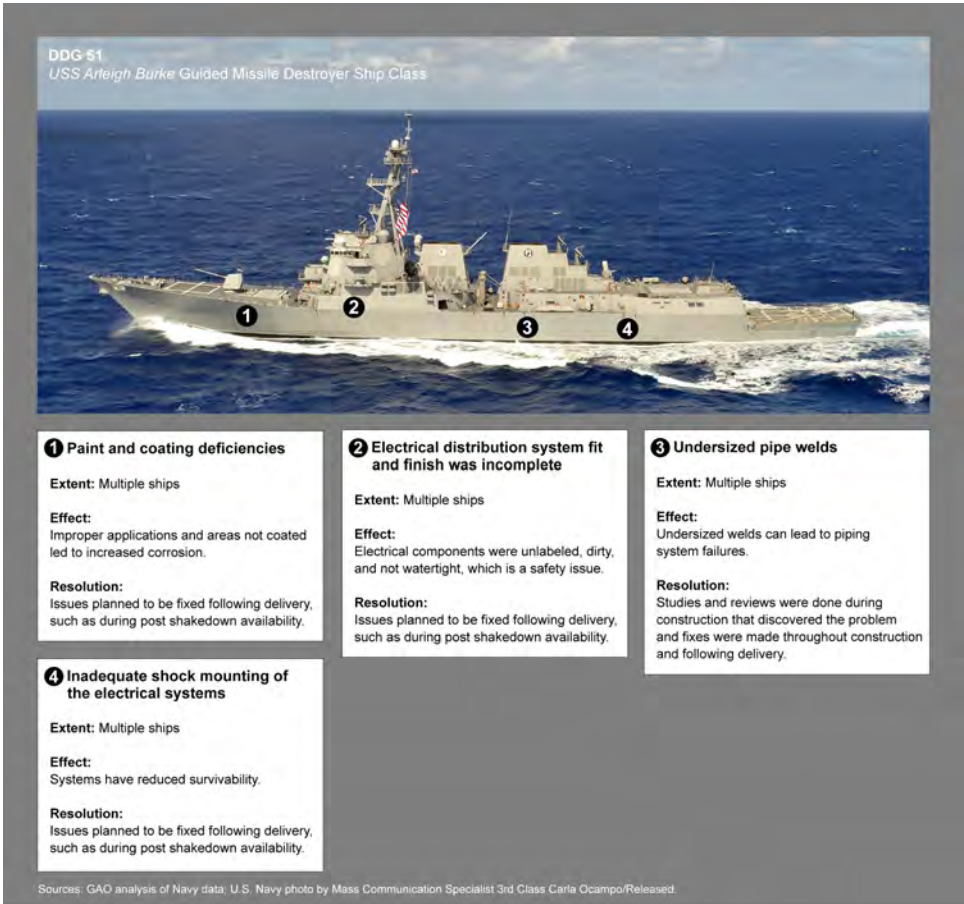 DDG 51
USS Arleigh Burke Guided Missile Destroyer Ship Class
1
2
3
4
1 Paint and coating deficiencies
Extent: Multiple ships
Effect:
Improper applications and areas not coated
led to increased corrosion.
Resolution:
Issues planned to be fixed following delivery,
such as during post shakedown availability.
2 Electrical distribution system fit
and finish was incomplete
Extent: Multiple ships
Effect:
Electrical components were unlabeled, dirty,
and not watertight, which is a safety issue.
Resolution:
Issues planned to be fixed following delivery,
such as during post shakedown availability.
3 Undersized pipe welds
Extent: Multiple ships
Effect:
Undersized welds can lead to piping
system failures.
Resolution:
Studies and reviews were done during
construction that discovered the problem
and fixes were made throughout construction
and following delivery.
4 Inadequate shock mounting of
the electrical systems
Extent: Multiple ships
Effect:
Systems have reduced survivability.
Resolution:
Issues planned to be fixed following delivery,
such as during post shakedown availability.
Sources: GAO analysis of Navy data; U.S. Navy photo by Mass Communication Specialist 3rd Class Carla Ocampo/Released.